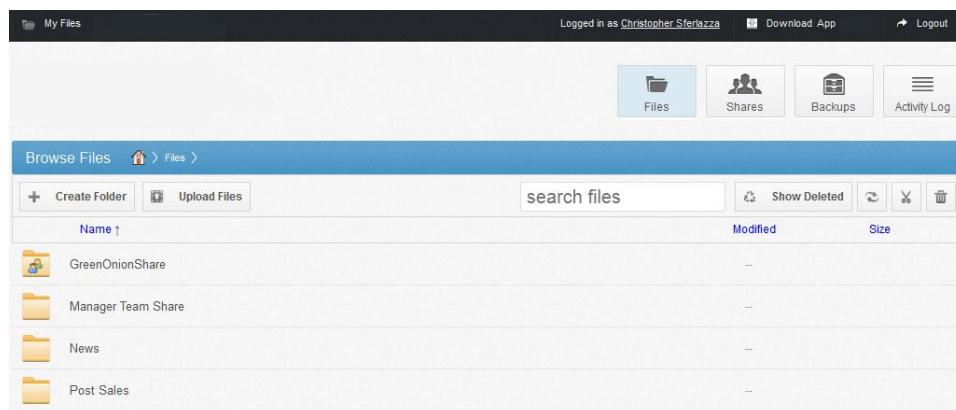 My Files Logged in as Christopher Sferlazza Download App Logout
Files Shares Backups Activity Log
Browse Files 〉 Files 〉
+ Create Folder Upload Files search files Show Deleted
Name ↑ Modified Size
GreenOnionShare --
Manager Team Share --
News --
Post Sales --